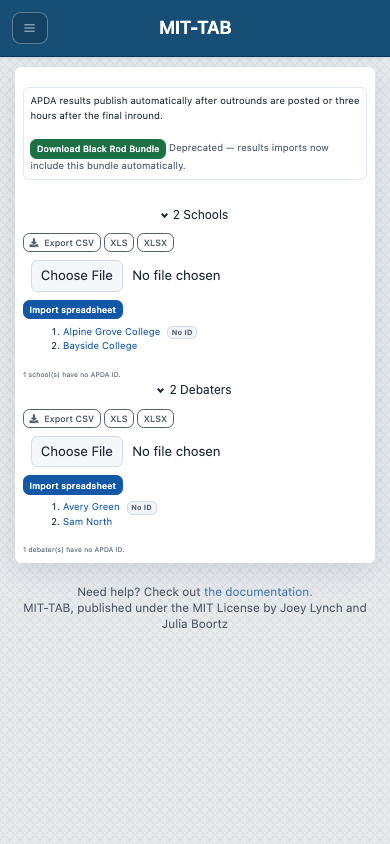 MIT-TAB
APDA results publish automatically after outrounds are posted or three
hours after the final inround.
Download Black Rod Bundle Deprecated — results imports now
include this bundle automatically.
2 Schools
Export CSV XLS XLSX
Choose File No file chosen
Import spreadsheet
1. Alpine Grove College No ID
2. Bayside College
1 school(s) have no APDA ID.
2 Debaters
Export CSV XLS XLSX
Choose File No file chosen
Import spreadsheet
1. Avery Green No ID
2. Sam North
1 debater(s) have no APDA ID.
Need help? Check out the documentation.
MIT-TAB, published under the MIT License by Joey Lynch and
Julia Boortz